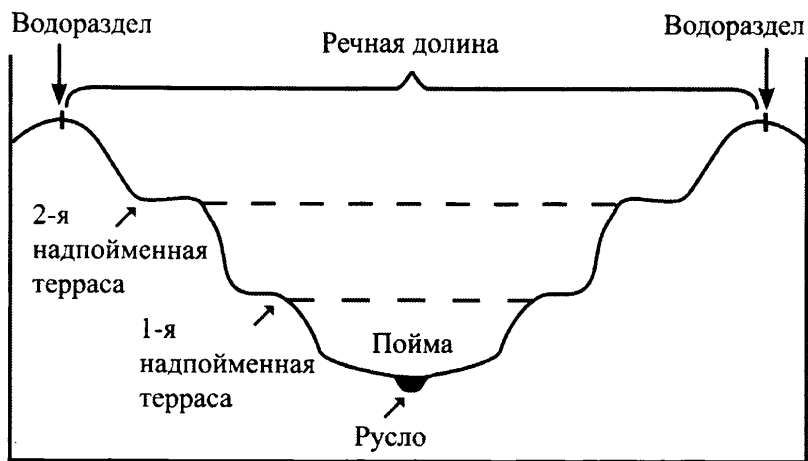 Водораздел
Водораздел
Речная долина
2-я
надпойменная
терраса
1-я
надпойменная
терраса
Пойма
Русло